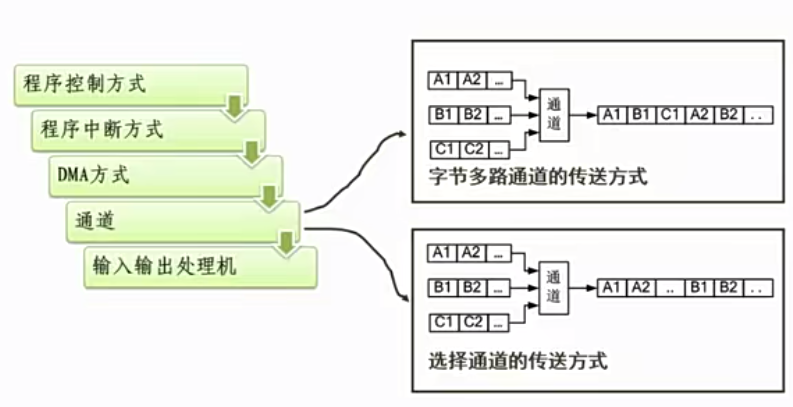 程序控制方式
程序中断方式
DMA方式
通道
输入输出处理机
A1 A2 ...
B1 B2 ...
C1 C2 ...
通道
A1 B1 C1 A2 B2 ..
字节多路通道的传送方式
A1 A2 ...
B1 B2 ...
C1 C2 ...
通道
A1 A2 .. B1 B2 ..
选择通道的传送方式